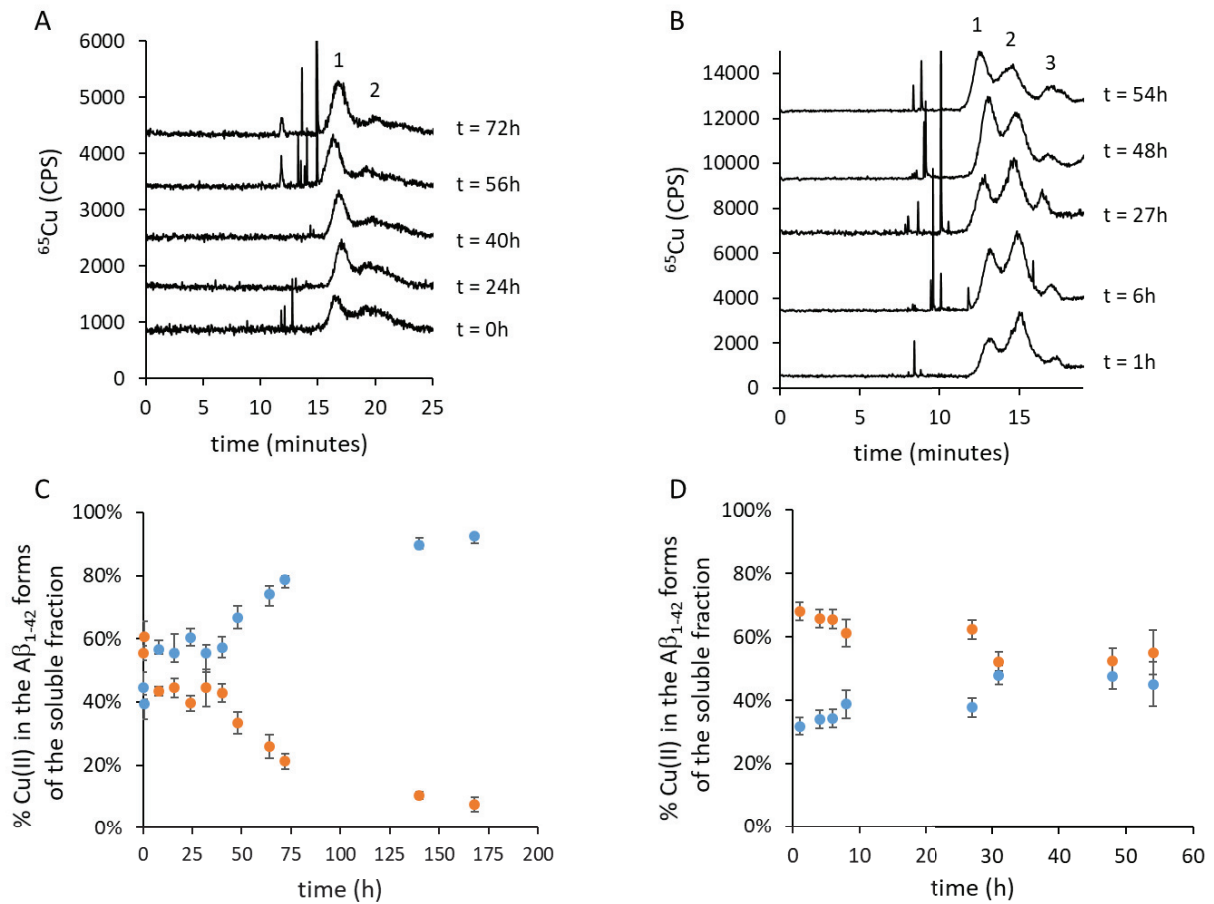 A
6000
5000
4000
3000
2000
1000
0
⁶⁵Cu (CPS)
1
2
t = 72h
t = 56h
t = 40h
t = 24h
t = 0h
0 5 10 15 20 25
time (minutes)
B
14000
12000
10000
8000
6000
4000
2000
0
⁶⁵Cu (CPS)
1
2
3
t = 54h
t = 48h
t = 27h
t = 6h
t = 1h
0 5 10 15
time (minutes)
C
100%
80%
60%
40%
20%
0%
% Cu(II) in the Aβ₁₋₄₂ forms
of the soluble fraction
0 25 50 75 100 125 150 175 200
time (h)
D
100%
80%
60%
40%
20%
0%
% Cu(II) in the Aβ₁₋₄₂ forms
of the soluble fraction
0 10 20 30 40 50 60
time (h)